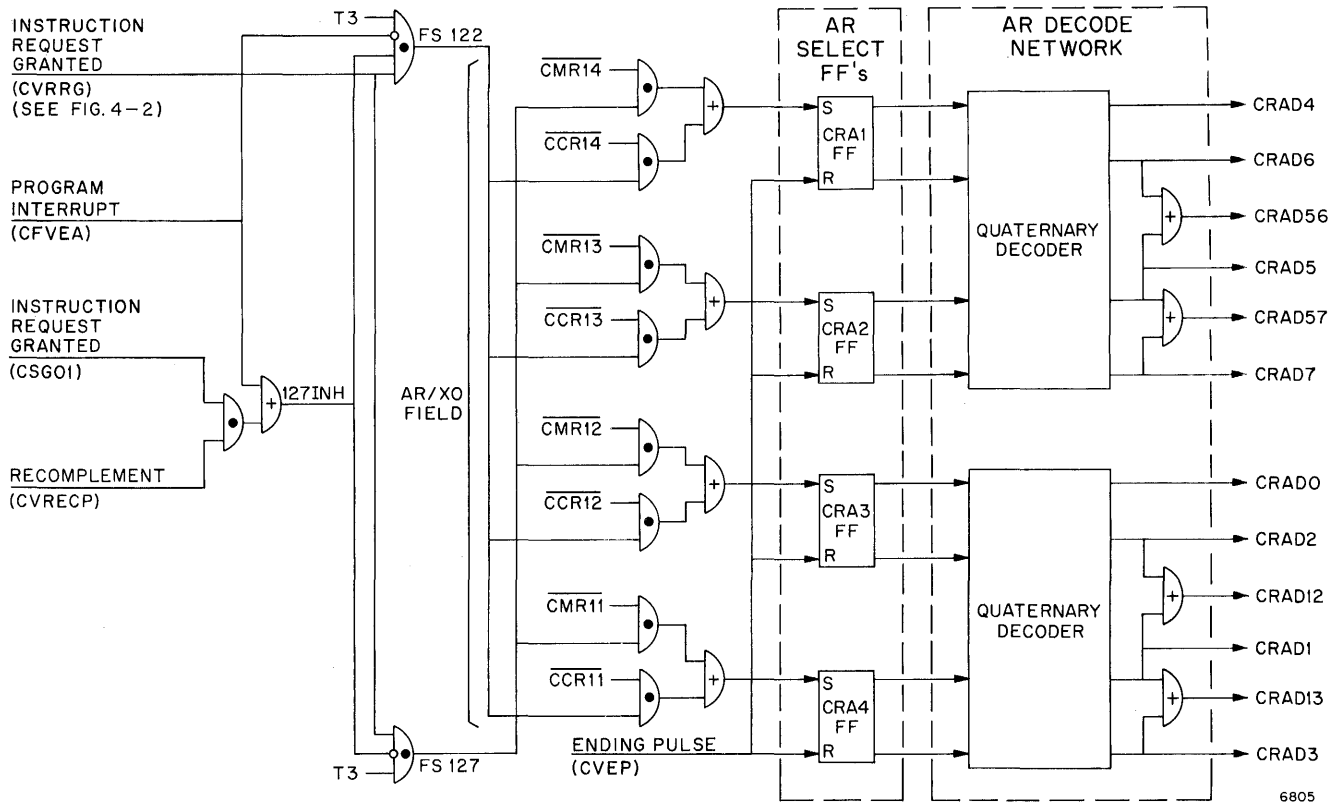 INSTRUCTION
REQUEST
GRANTED
(CVRRG)
(SEE FIG. 4-2)
PROGRAM
INTERRUPT
(CFVEA)
INSTRUCTION
REQUEST
GRANTED
(CSG01)
RECOMPLEMENT
(CVRECP)
+
127INH
T3
•
FS 122
AR/XO
FIELD
T3
•
FS 127
CMR14
•
CCR14
•
+
CMR13
•
CCR13
•
+
CMR12
•
CCR12
•
+
CMR11
•
CCR11
•
+
ENDING PULSE
(CVEP)
AR
SELECT
FF's
S
CRA1
FF
R
S
CRA2
FF
R
S
CRA3
FF
R
S
CRA4
FF
R
AR DECODE
NETWORK
QUATERNARY
DECODER
QUATERNARY
DECODER
+
+
+
+
CRAD4
CRAD6
CRAD56
CRAD5
CRAD57
CRAD7
CRAD0
CRAD2
CRAD12
CRAD1
CRAD13
CRAD3
6805